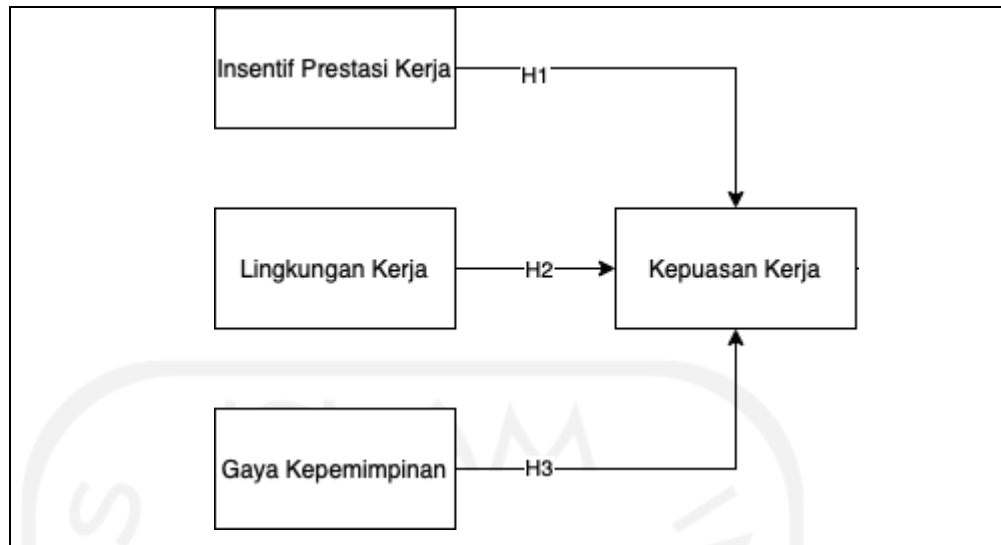 Insentif Prestasi Kerja
H1
Lingkungan Kerja
H2
Kepuasan Kerja
Gaya Kepemimpinan
H3